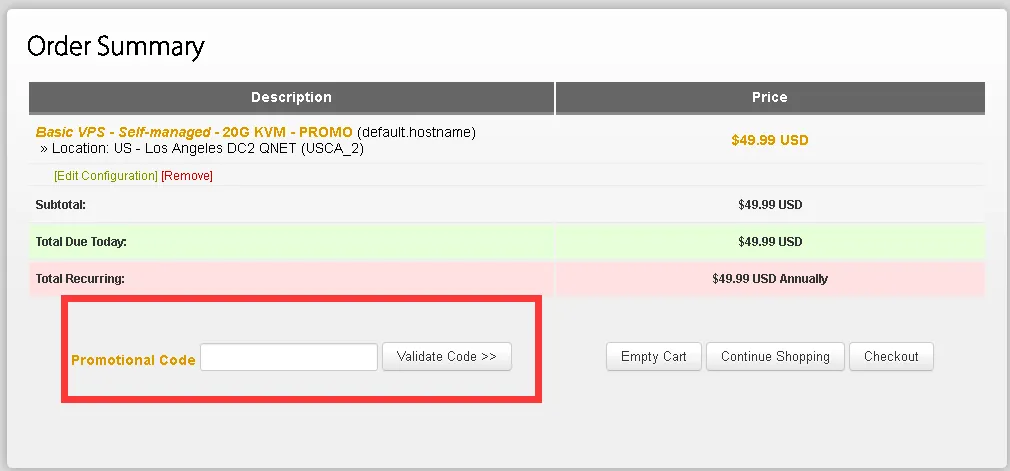 Order Summary
Description Price
Basic VPS - Self-managed - 20G KVM - PROMO (default.hostname)
» Location: US - Los Angeles DC2 QNET (USCA_2)
$49.99 USD
[Edit Configuration] [Remove]
Subtotal: $49.99 USD
Total Due Today: $49.99 USD
Total Recurring: $49.99 USD Annually
Promotional Code Validate Code >> Empty Cart Continue Shopping Checkout